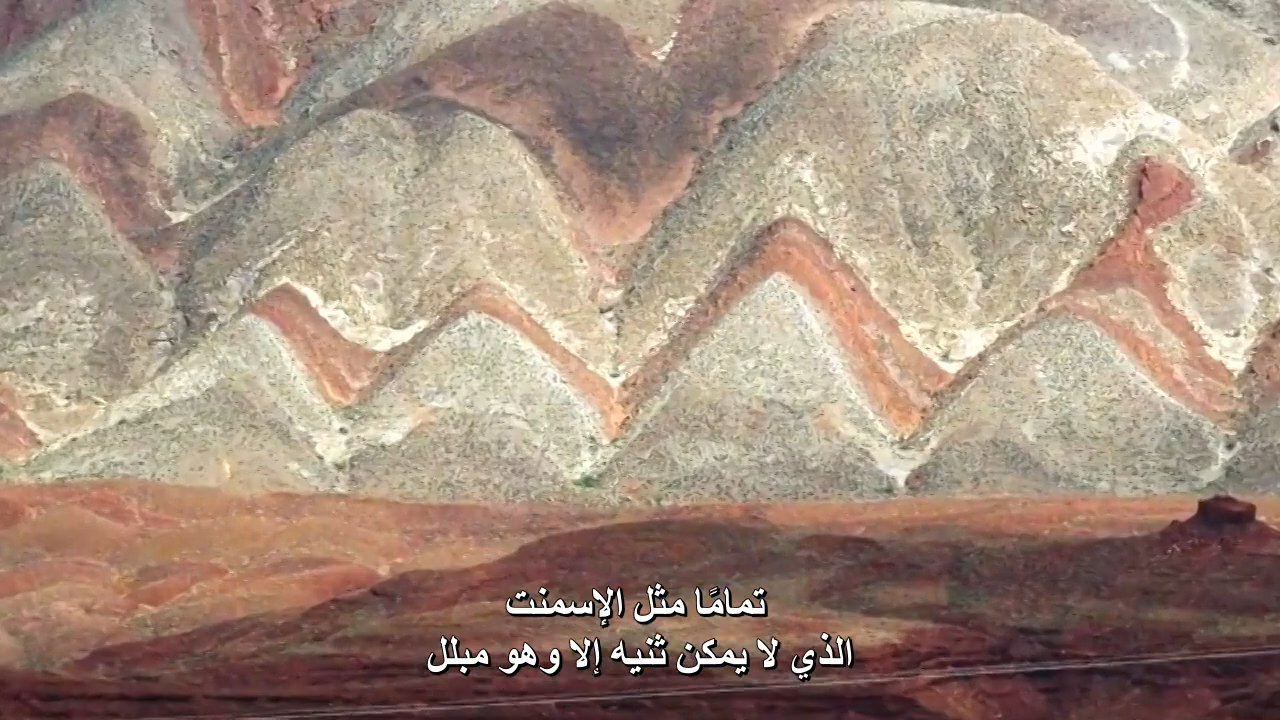 تمامًا مثل الإسمنت
الذي لا يمكن ثنيه إلا وهو مبلل